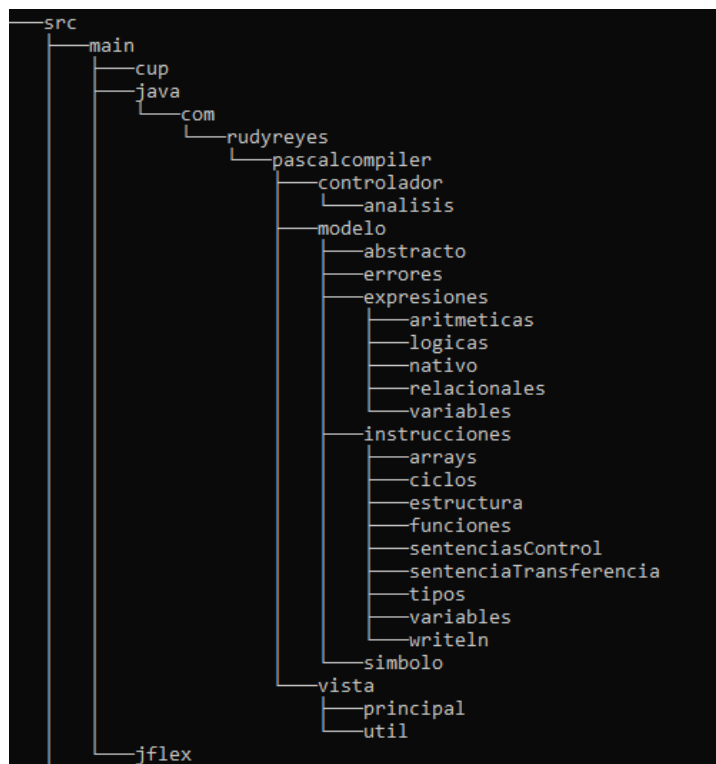 src
main
cup
java
com
rudyreyes
pascalcompiler
controlador
analisis
modelo
abstracto
errores
expresiones
aritmeticas
logicas
nativo
relacionales
variables
instrucciones
arrays
ciclos
estructura
funciones
sentenciasControl
sentenciaTransferencia
tipos
variables
writeln
simbolo
vista
principal
util
jflex